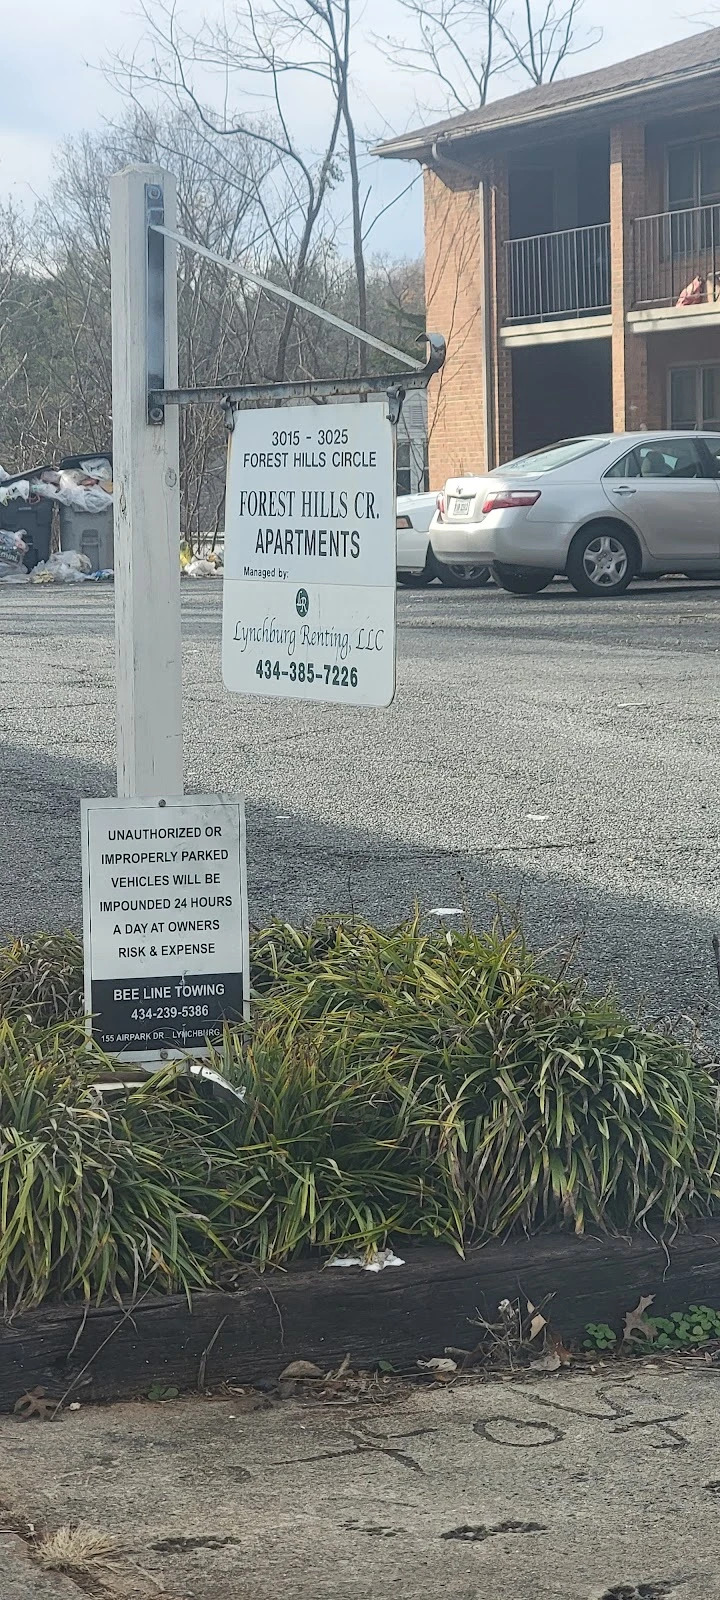 3015 - 3025
FOREST HILLS CIRCLE
FOREST HILLS CR.
APARTMENTS
Managed by:
LR
Lynchburg Renting, LLC
434-385-7226
UNAUTHORIZED OR
IMPROPERLY PARKED
VEHICLES WILL BE
IMPOUNDED 24 HOURS
A DAY AT OWNERS
RISK & EXPENSE
BEE LINE TOWING
434-239-5386
155 AIRPARK DR LYNCHBURG